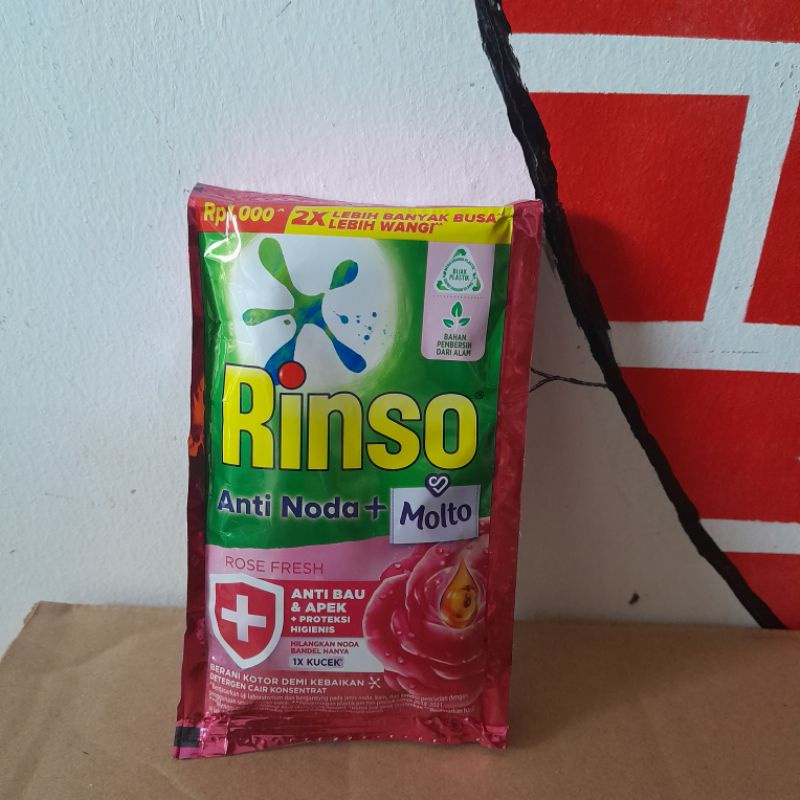 Rp1.000^
2X LEBIH BANYAK BUSA^
LEBIH WANGI^^
BIJAK
PLASTIK
BAHAN
PEMBERSIH
DARI ALAM
Rinso®
Anti Noda + Molto
ROSE FRESH
ANTI BAU
& APEK
+ PROTEKSI
HIGIENIS
HILANGKAN NODA
BANDEL HANYA
1X KUCEK
BERANI KOTOR DEMI KEBAIKAN
DETERGEN CAIR KONSENTRAT